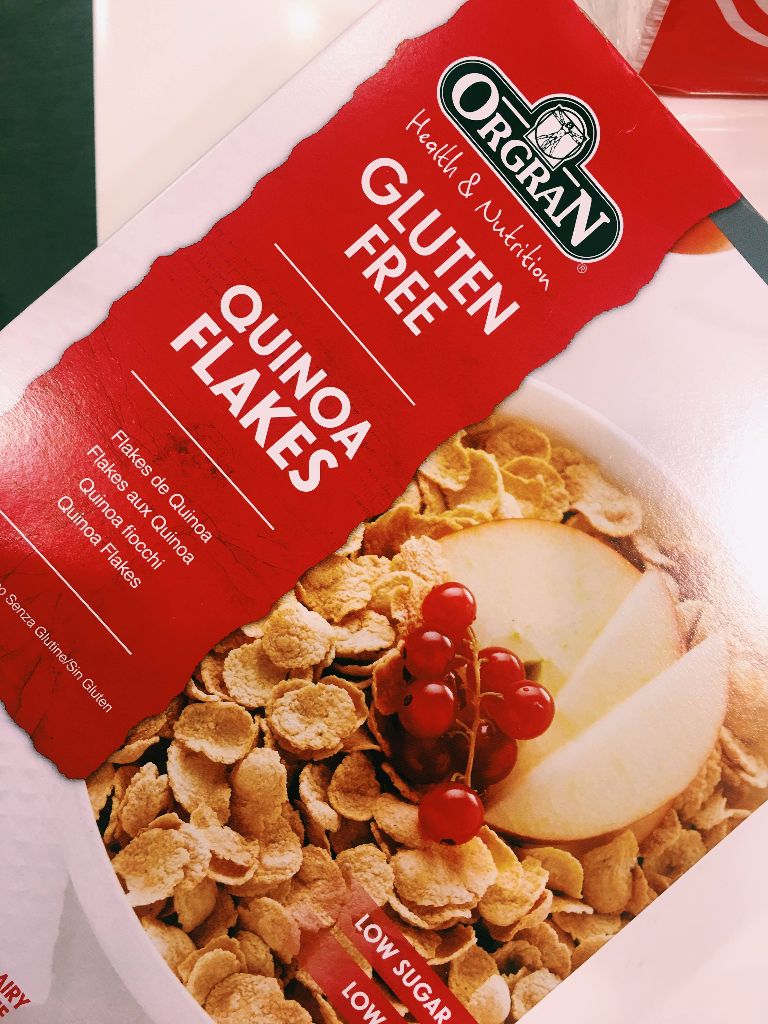 ORGRAN
®
Health & Nutrition
GLUTEN
FREE
QUINOA
FLAKES
Flakes de Quinoa
Flakes aux Quinoa
Quinoa fiocchi
Quinoa Flakes
Senza Glutine/Sin Gluten
LOW SUGAR
LOW